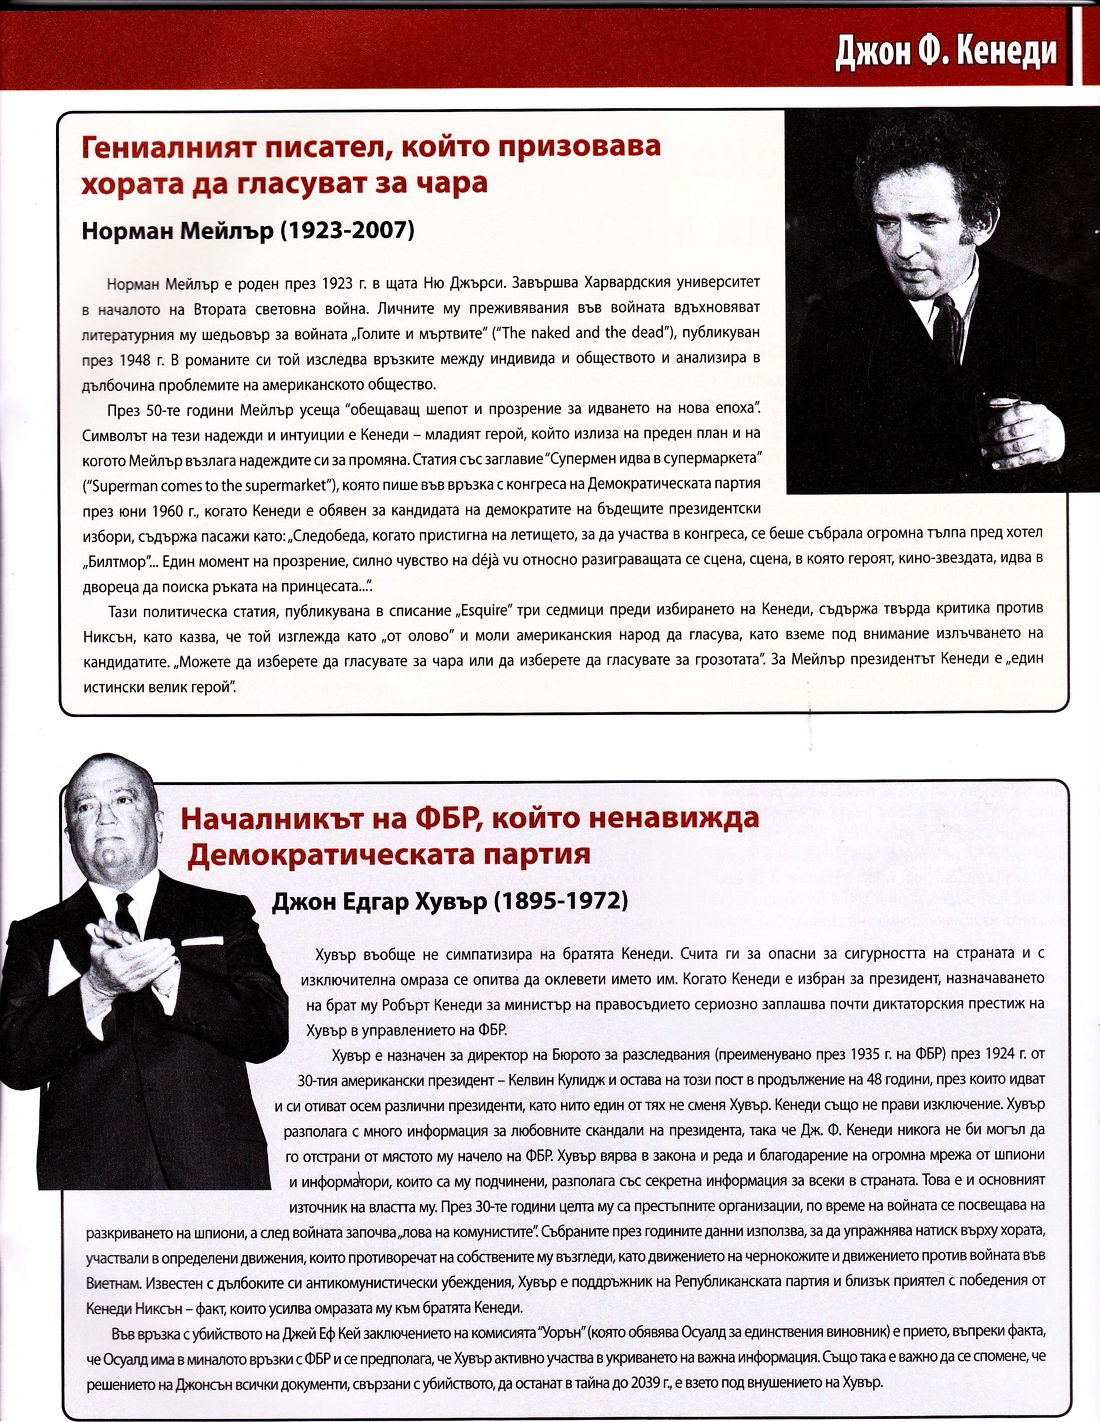 Джон Ф. Кенеди
Гениалният писател, който призовава
хората да гласуват за чара
Норман Мейлър (1923-2007)
Норман Мейлър е роден през 1923 г. в щата Ню Джърси. Завършва Харвардския университет
в началото на Втората световна война. Личните му преживявания във войната вдъхновяват
литературния му шедьовър за войната „Голите и мъртвите” (“The naked and the dead”), публикуван
през 1948 г. В романите си той изследва връзките между индивида и обществото и анализира в
дълбочина проблемите на американското общество.
През 50-те години Мейлър усеща “обещаващ шепот и прозрение за идването на нова епоха”.
Символът на тези надежди и интуиции е Кенеди – младият герой, който излиза на преден план и на
когото Мейлър възлага надеждите си за промяна. Статия със заглавие “Супермен идва в супермаркета”
(“Superman comes to the supermarket”), която пише във връзка с конгреса на Демократическата партия
през юни 1960 г., когато Кенеди е обявен за кандидата на демократите на бъдещите президентски
избори, съдържа пасажи като: „Следобеда, когато пристигна на летището, за да участва в конгреса, се беше събрала огромна тълпа пред хотел
„Билтмор”... Един момент на прозрение, силно чувство на déjà vu относно разиграващата се сцена, сцена, в която героят, кино-звездата, идва в
двореца да поиска ръката на принцесата...”.
Тази политическа статия, публикувана в списание „Esquire” три седмици преди избирането на Кенеди, съдържа твърда критика против
Никсън, като казва, че той изглежда като „от олово” и моли американския народ да гласува, като вземе под внимание излъчването на
кандидатите. „Можете да изберете да гласувате за чара или да изберете да гласувате за грозотата”. За Мейлър президентът Кенеди е „един
истински велик герой”.
Началникът на ФБР, който ненавижда
Демократическата партия
Джон Едгар Хувър (1895-1972)
Хувър въобще не симпатизира на братята Кенеди. Счита ги за опасни за сигурността на страната и с
изключителна омраза се опитва да оклевети името им. Когато Кенеди е избран за президент, назначаването
на брат му Робърт Кенеди за министър на правосъдието сериозно заплашва почти диктаторския престиж на
Хувър в управлението на ФБР.
Хувър е назначен за директор на Бюрото за разследвания (преименувано през 1935 г. на ФБР) през 1924 г. от
30-тия американски президент – Келвин Кулидж и остава на този пост в продължение на 48 години, през които идват
и си отиват осем различни президенти, като нито един от тях не сменя Хувър. Кенеди също не прави изключение. Хувър
разполага с много информация за любовните скандали на президента, така че Дж. Ф. Кенеди никога не би могъл да
го отстрани от мястото му начело на ФБР. Хувър вярва в закона и реда и благодарение на огромна мрежа от шпиони
и информатори, които са му подчинени, разполага със секретна информация за всеки в страната. Това е и основният
източник на властта му. През 30-те години целта му са престъпните организации, по време на войната се посвещава на
разкриването на шпиони, а след войната започва „лова на комунистите”. Събраните през годините данни използва, за да упражнява натиск върху хората,
участвали в определени движения, които противоречат на собствените му възгледи, като движението на чернокожите и движението против войната във
Виетнам. Известен с дълбоките си антикомунистически убеждения, Хувър е поддръжник на Републиканската партия и близък приятел с победения от
Кенеди Никсън – факт, които усилва омразата му към братята Кенеди.
Във връзка с убийството на Джей Еф Кей заключението на комисията “Уорън” (която обявява Осуалд за единствения виновник) е прието, въпреки факта,
че Осуалд има в миналото връзки с ФБР и се предполага, че Хувър активно участва в укриването на важна информация. Също така е важно да се спомене, че
решението на Джонсън всички документи, свързани с убийството, да останат в тайна до 2039 г., е взето под внушението на Хувър.